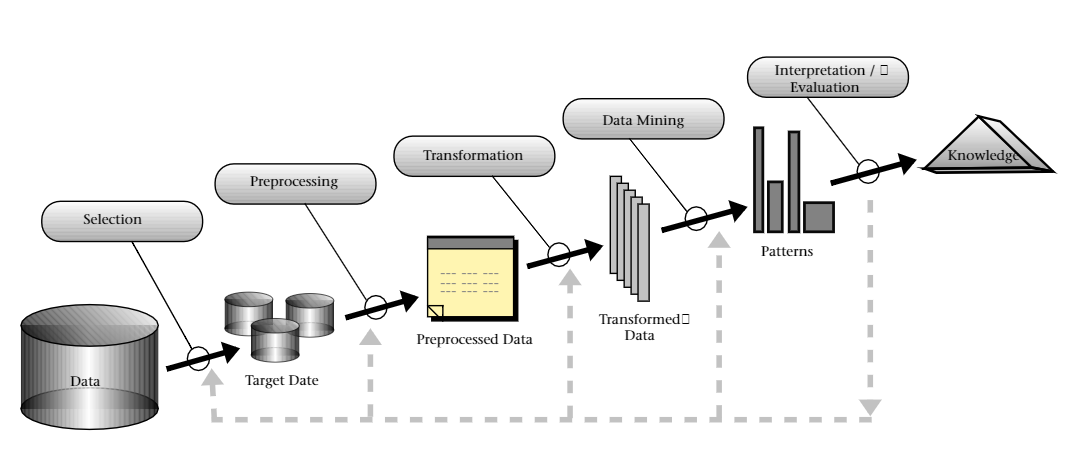 Interpretation / 
Evaluation
Data Mining
Transformation
Knowledge
Preprocessing
Selection
Patterns
Transformed
Data
Preprocessed Data
Data
Target Date